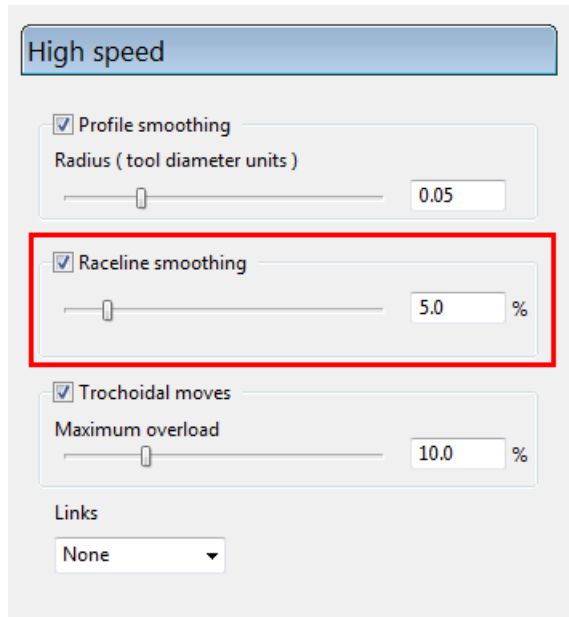 High speed
Profile smoothing
Radius ( tool diameter units )
0.05
Raceline smoothing
5.0 %
Trochoidal moves
Maximum overload
10.0 %
Links
None